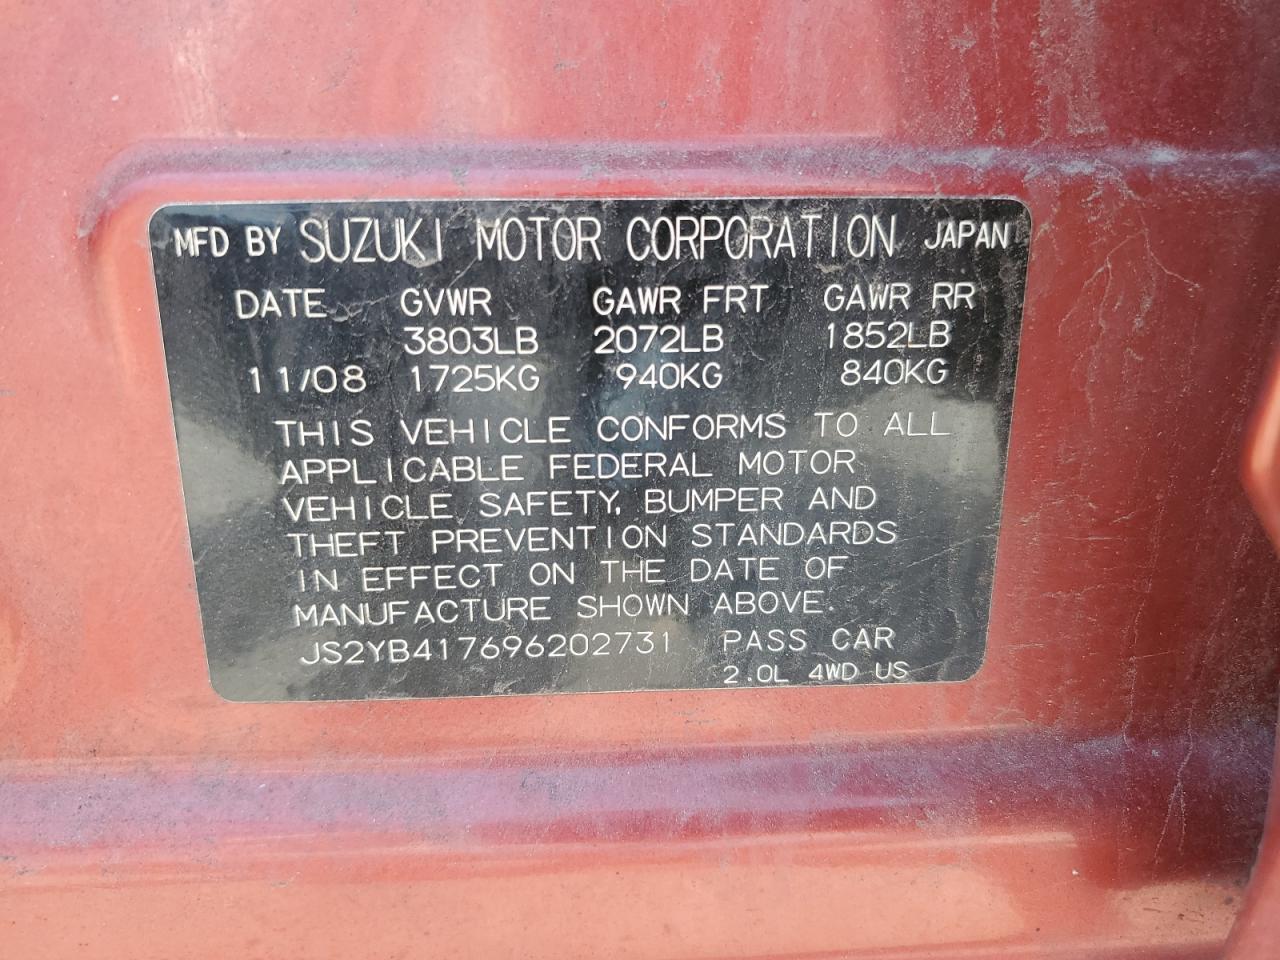 MFD BY SUZUKI MOTOR CORPORATION JAPAN
DATE GVWR GAWR FRT GAWR RR
3803LB 2072LB 1852LB
11/08 1725KG 940KG 840KG
THIS VEHICLE CONFORMS TO ALL
APPLICABLE FEDERAL MOTOR
VEHICLE SAFETY, BUMPER AND
THEFT PREVENTION STANDARDS
IN EFFECT ON THE DATE OF
MANUFACTURE SHOWN ABOVE.
JS2YB417696202731 PASS CAR
2.0L 4WD US